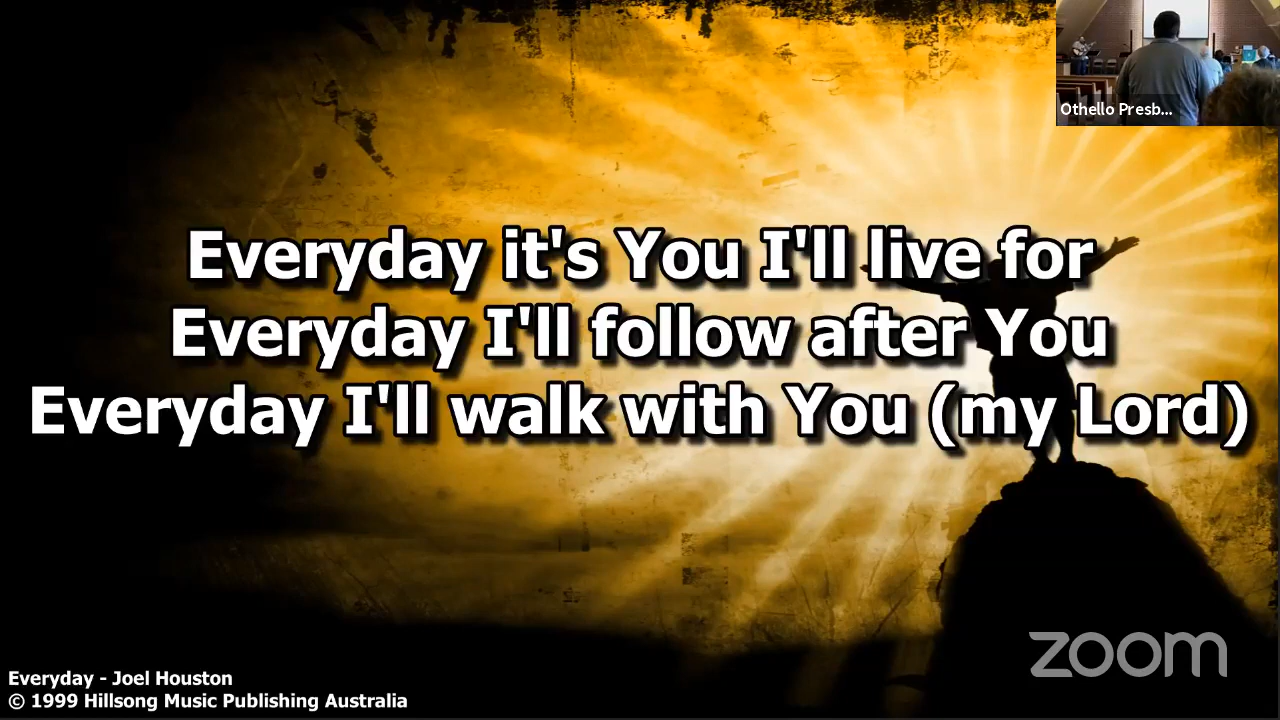 Othello Presb...
Everyday it's You I'll live for
Everyday I'll follow after You
Everyday I'll walk with You (my Lord)
zoom
Everyday - Joel Houston
© 1999 Hillsong Music Publishing Australia